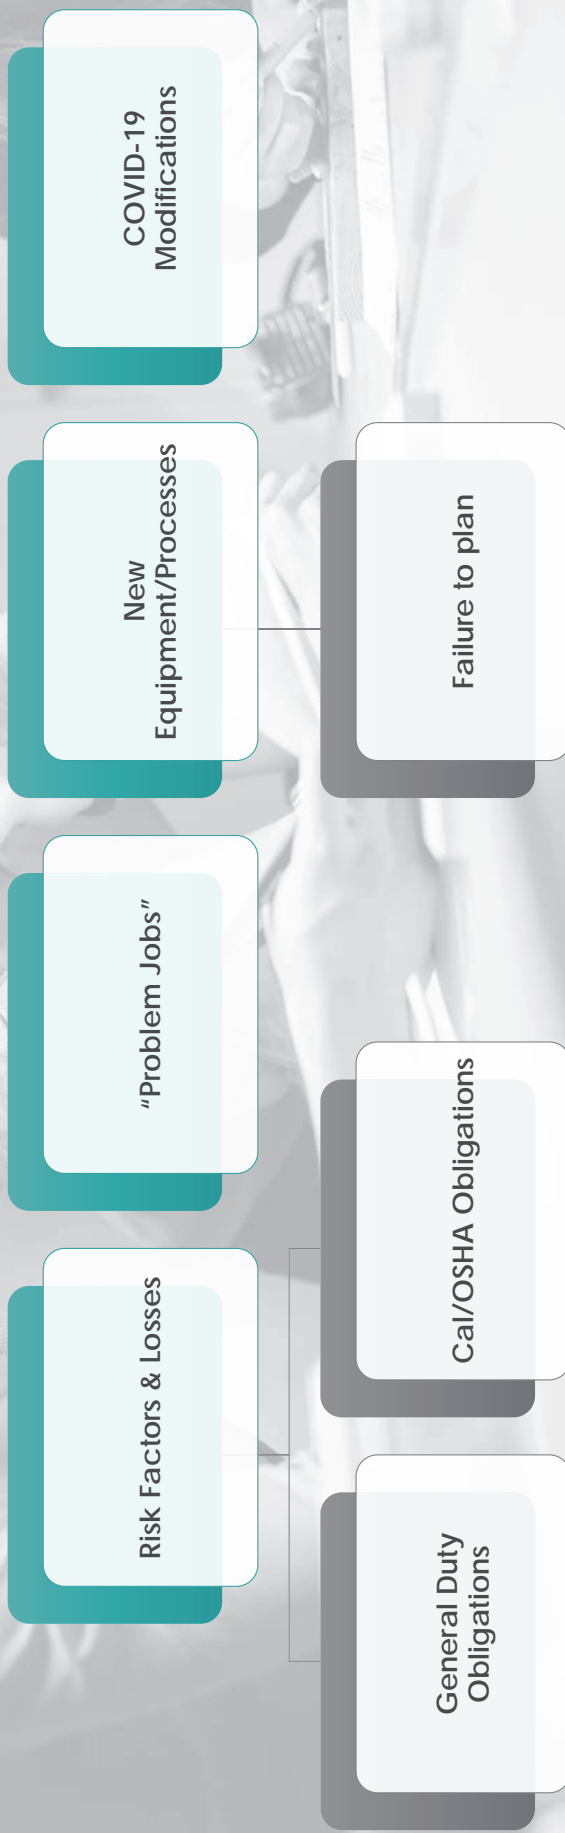 Risk Factors & Losses
“Problem Jobs”
New
Equipment/Processes
COVID-19
Modifications
General Duty
Obligations
Cal/OSHA Obligations
Failure to plan